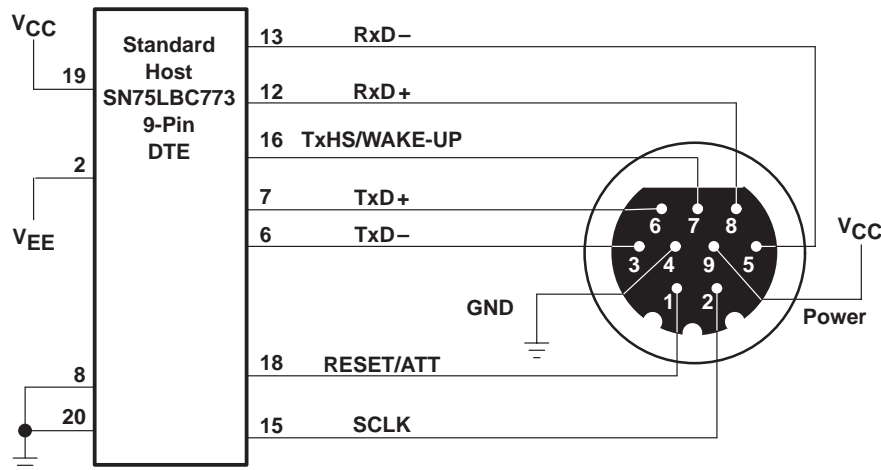 VCC
19
2
VEE
8
20
Standard
Host
SN75LBC773
9-Pin
DTE
13 RxD–
12 RxD+
16 TxHS/WAKE-UP
7 TxD+
6 TxD–
18 RESET/ATT
15 SCLK
GND
6 7 8
3 4 9 5
1 2
VCC
Power